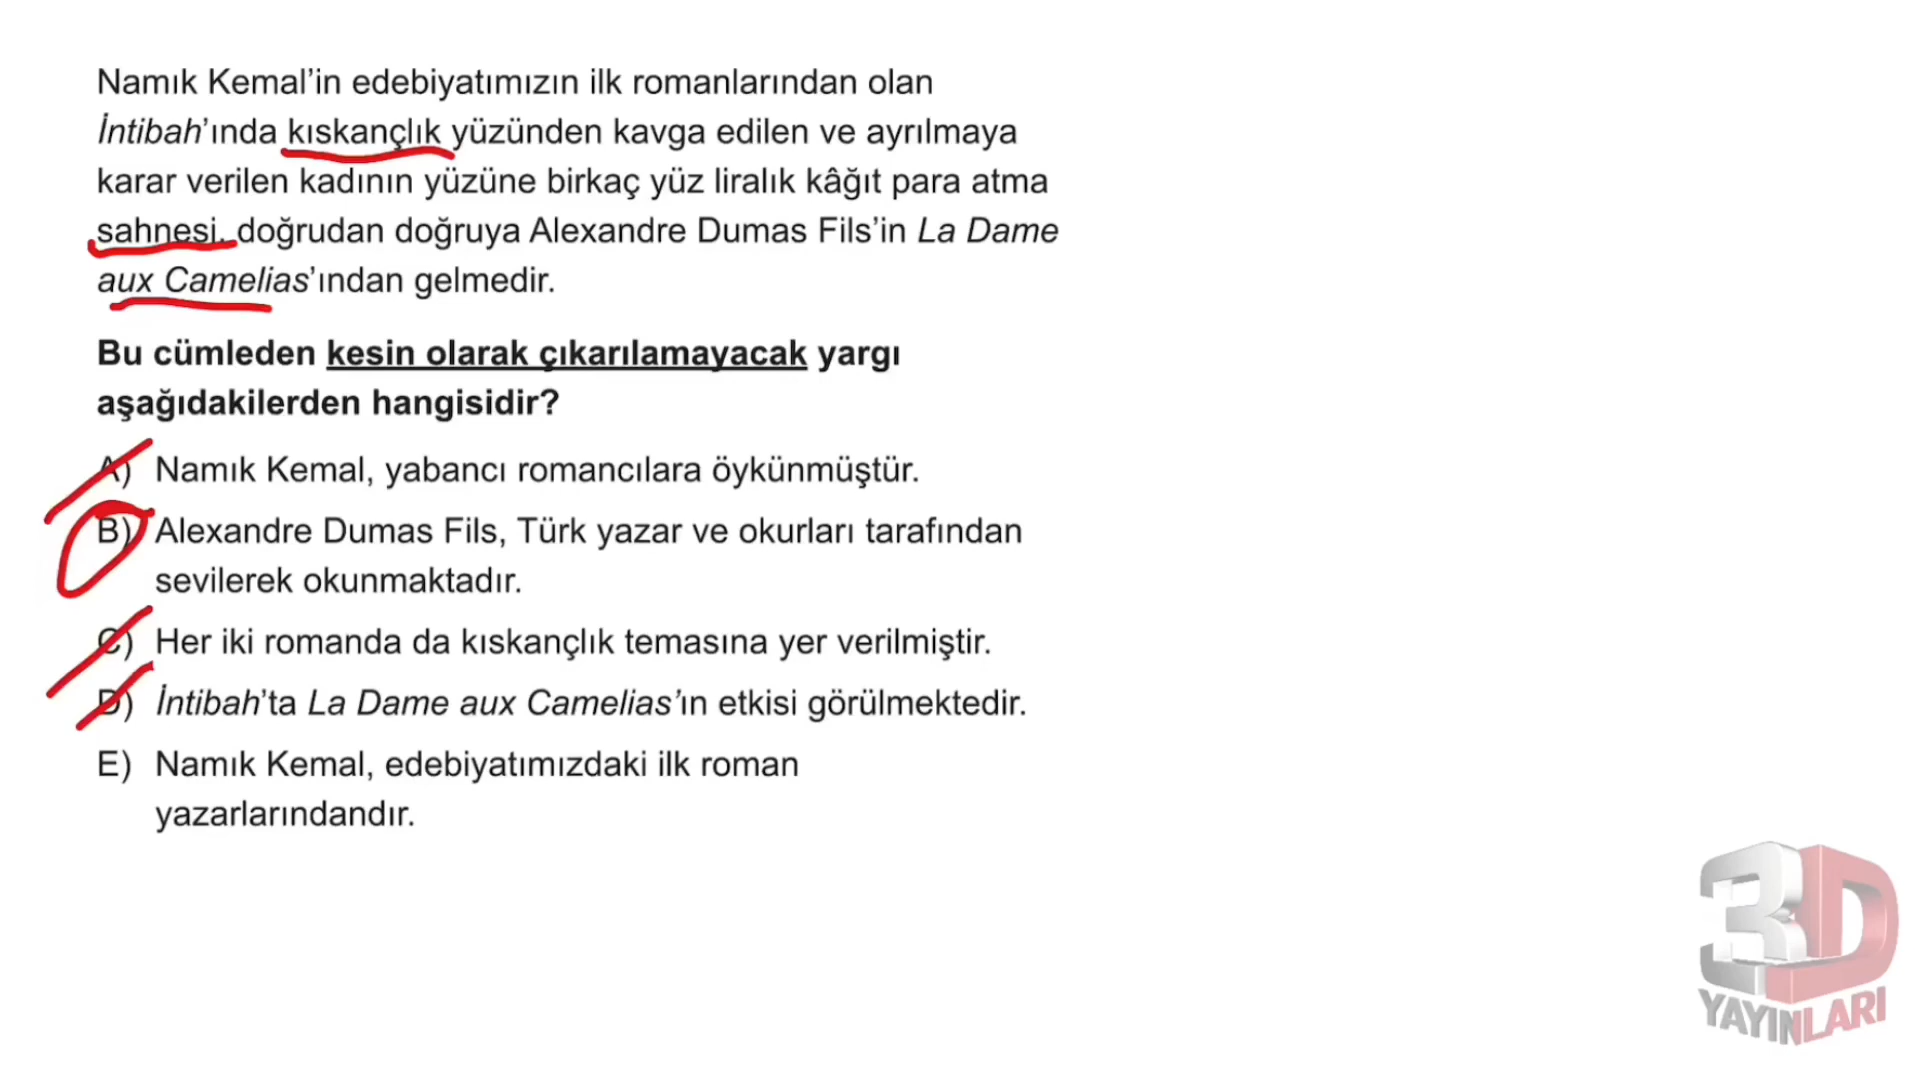 Namık Kemal’in edebiyatımızın ilk romanlarından olan
İntibah’ında kıskançlık yüzünden kavga edilen ve ayrılmaya
karar verilen kadının yüzüne birkaç yüz liralık kâğıt para atma
sahnesi, doğrudan doğruya Alexandre Dumas Fils’in La Dame
aux Camelias’ından gelmedir.
Bu cümleden kesin olarak çıkarılamayacak yargı
aşağıdakilerden hangisidir?
A) Namık Kemal, yabancı romancılara öykünmüştür.
B) Alexandre Dumas Fils, Türk yazar ve okurları tarafından
sevilerek okunmaktadır.
C) Her iki romanda da kıskançlık temasına yer verilmiştir.
D) İntibah’ta La Dame aux Camelias’ın etkisi görülmektedir.
E) Namık Kemal, edebiyatımızdaki ilk roman
yazarlarındandır.
3D
YAYINLARI